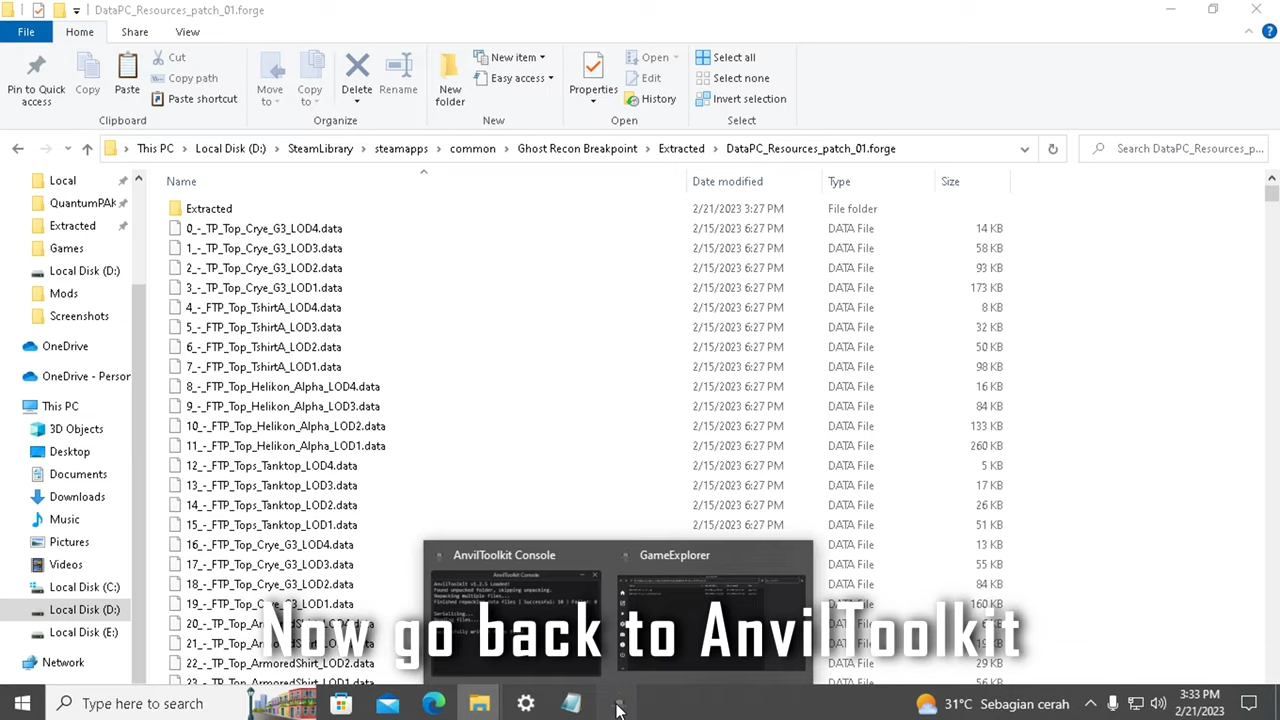 DataPC_Resources_patch_01.forge
File
Home
Share
View
Pin to Quick access
Copy
Paste
Cut
Copy path
Paste shortcut
Clipboard
Move to
Copy to
Delete
Rename
Organize
New folder
New item
Easy access
New
Properties
Open
Edit
History
Open
Select all
Select none
Invert selection
Select
This PC > Local Disk (D:) > SteamLibrary > steamapps > common > Ghost Recon Breakpoint > Extracted > DataPC_Resources_patch_01.forge
Search DataPC_Resources_p...
Name Date modified Type Size
Local
QuantumPAK
Extracted
Games
Local Disk (D:)
Mods
Screenshots
OneDrive
OneDrive - Person
This PC
3D Objects
Desktop
Documents
Downloads
Music
Pictures
Local Disk (C:)
Local Disk (D:)
Local Disk (E:)
Network
Extracted 2/21/2023 3:27 PM File folder
0_-_TP_Top_Crye_G3_LOD4.data 2/15/2023 6:27 PM DATA File 14 KB
1_-_TP_Top_Crye_G3_LOD3.data 2/15/2023 6:27 PM DATA File 58 KB
2_-_TP_Top_Crye_G3_LOD2.data 2/15/2023 6:27 PM DATA File 93 KB
3_-_TP_Top_Crye_G3_LOD1.data 2/15/2023 6:27 PM DATA File 173 KB
4_-_FTP_Top_TshirtA_LOD4.data 2/15/2023 6:27 PM DATA File 8 KB
5_-_FTP_Top_TshirtA_LOD3.data 2/15/2023 6:27 PM DATA File 32 KB
6_-_FTP_Top_TshirtA_LOD2.data 2/15/2023 6:27 PM DATA File 50 KB
7_-_FTP_Top_TshirtA_LOD1.data 2/15/2023 6:27 PM DATA File 98 KB
8_-_FTP_Top_Helikon_Alpha_LOD4.data 2/15/2023 6:27 PM DATA File 16 KB
9_-_FTP_Top_Helikon_Alpha_LOD3.data 2/15/2023 6:27 PM DATA File 84 KB
10_-_FTP_Top_Helikon_Alpha_LOD2.data 2/15/2023 6:27 PM DATA File 133 KB
11_-_FTP_Top_Helikon_Alpha_LOD1.data 2/15/2023 6:27 PM DATA File 260 KB
12_-_FTP_Tops_Tanktop_LOD4.data 2/15/2023 6:27 PM DATA File 5 KB
13_-_FTP_Tops_Tanktop_LOD3.data 2/15/2023 6:27 PM DATA File 17 KB
14_-_FTP_Tops_Tanktop_LOD2.data 2/15/2023 6:27 PM DATA File 26 KB
15_-_FTP_Tops_Tanktop_LOD1.data 2/15/2023 6:27 PM DATA File 51 KB
16_-_FTP_Top_Crye_G3_LOD4.data DATA File 13 KB
DATA File 55 KB
DATA File 84 KB
DATA File 160 KB
22_-_FTP_Top_ArmoredShirt_LOD2.data DATA File 29 KB
AnvilToolkit Console
GameExplorer
AnvilToolkit Console
AnvilToolkit v1.2.5 Loaded!
Found unpacked folder, skipping unpacking.
Repacking multiple files...
Serializing...
Now go back to AnvilToolkit
Type here to search
31°C Sebagian cerah
3:33 PM
2/21/2023